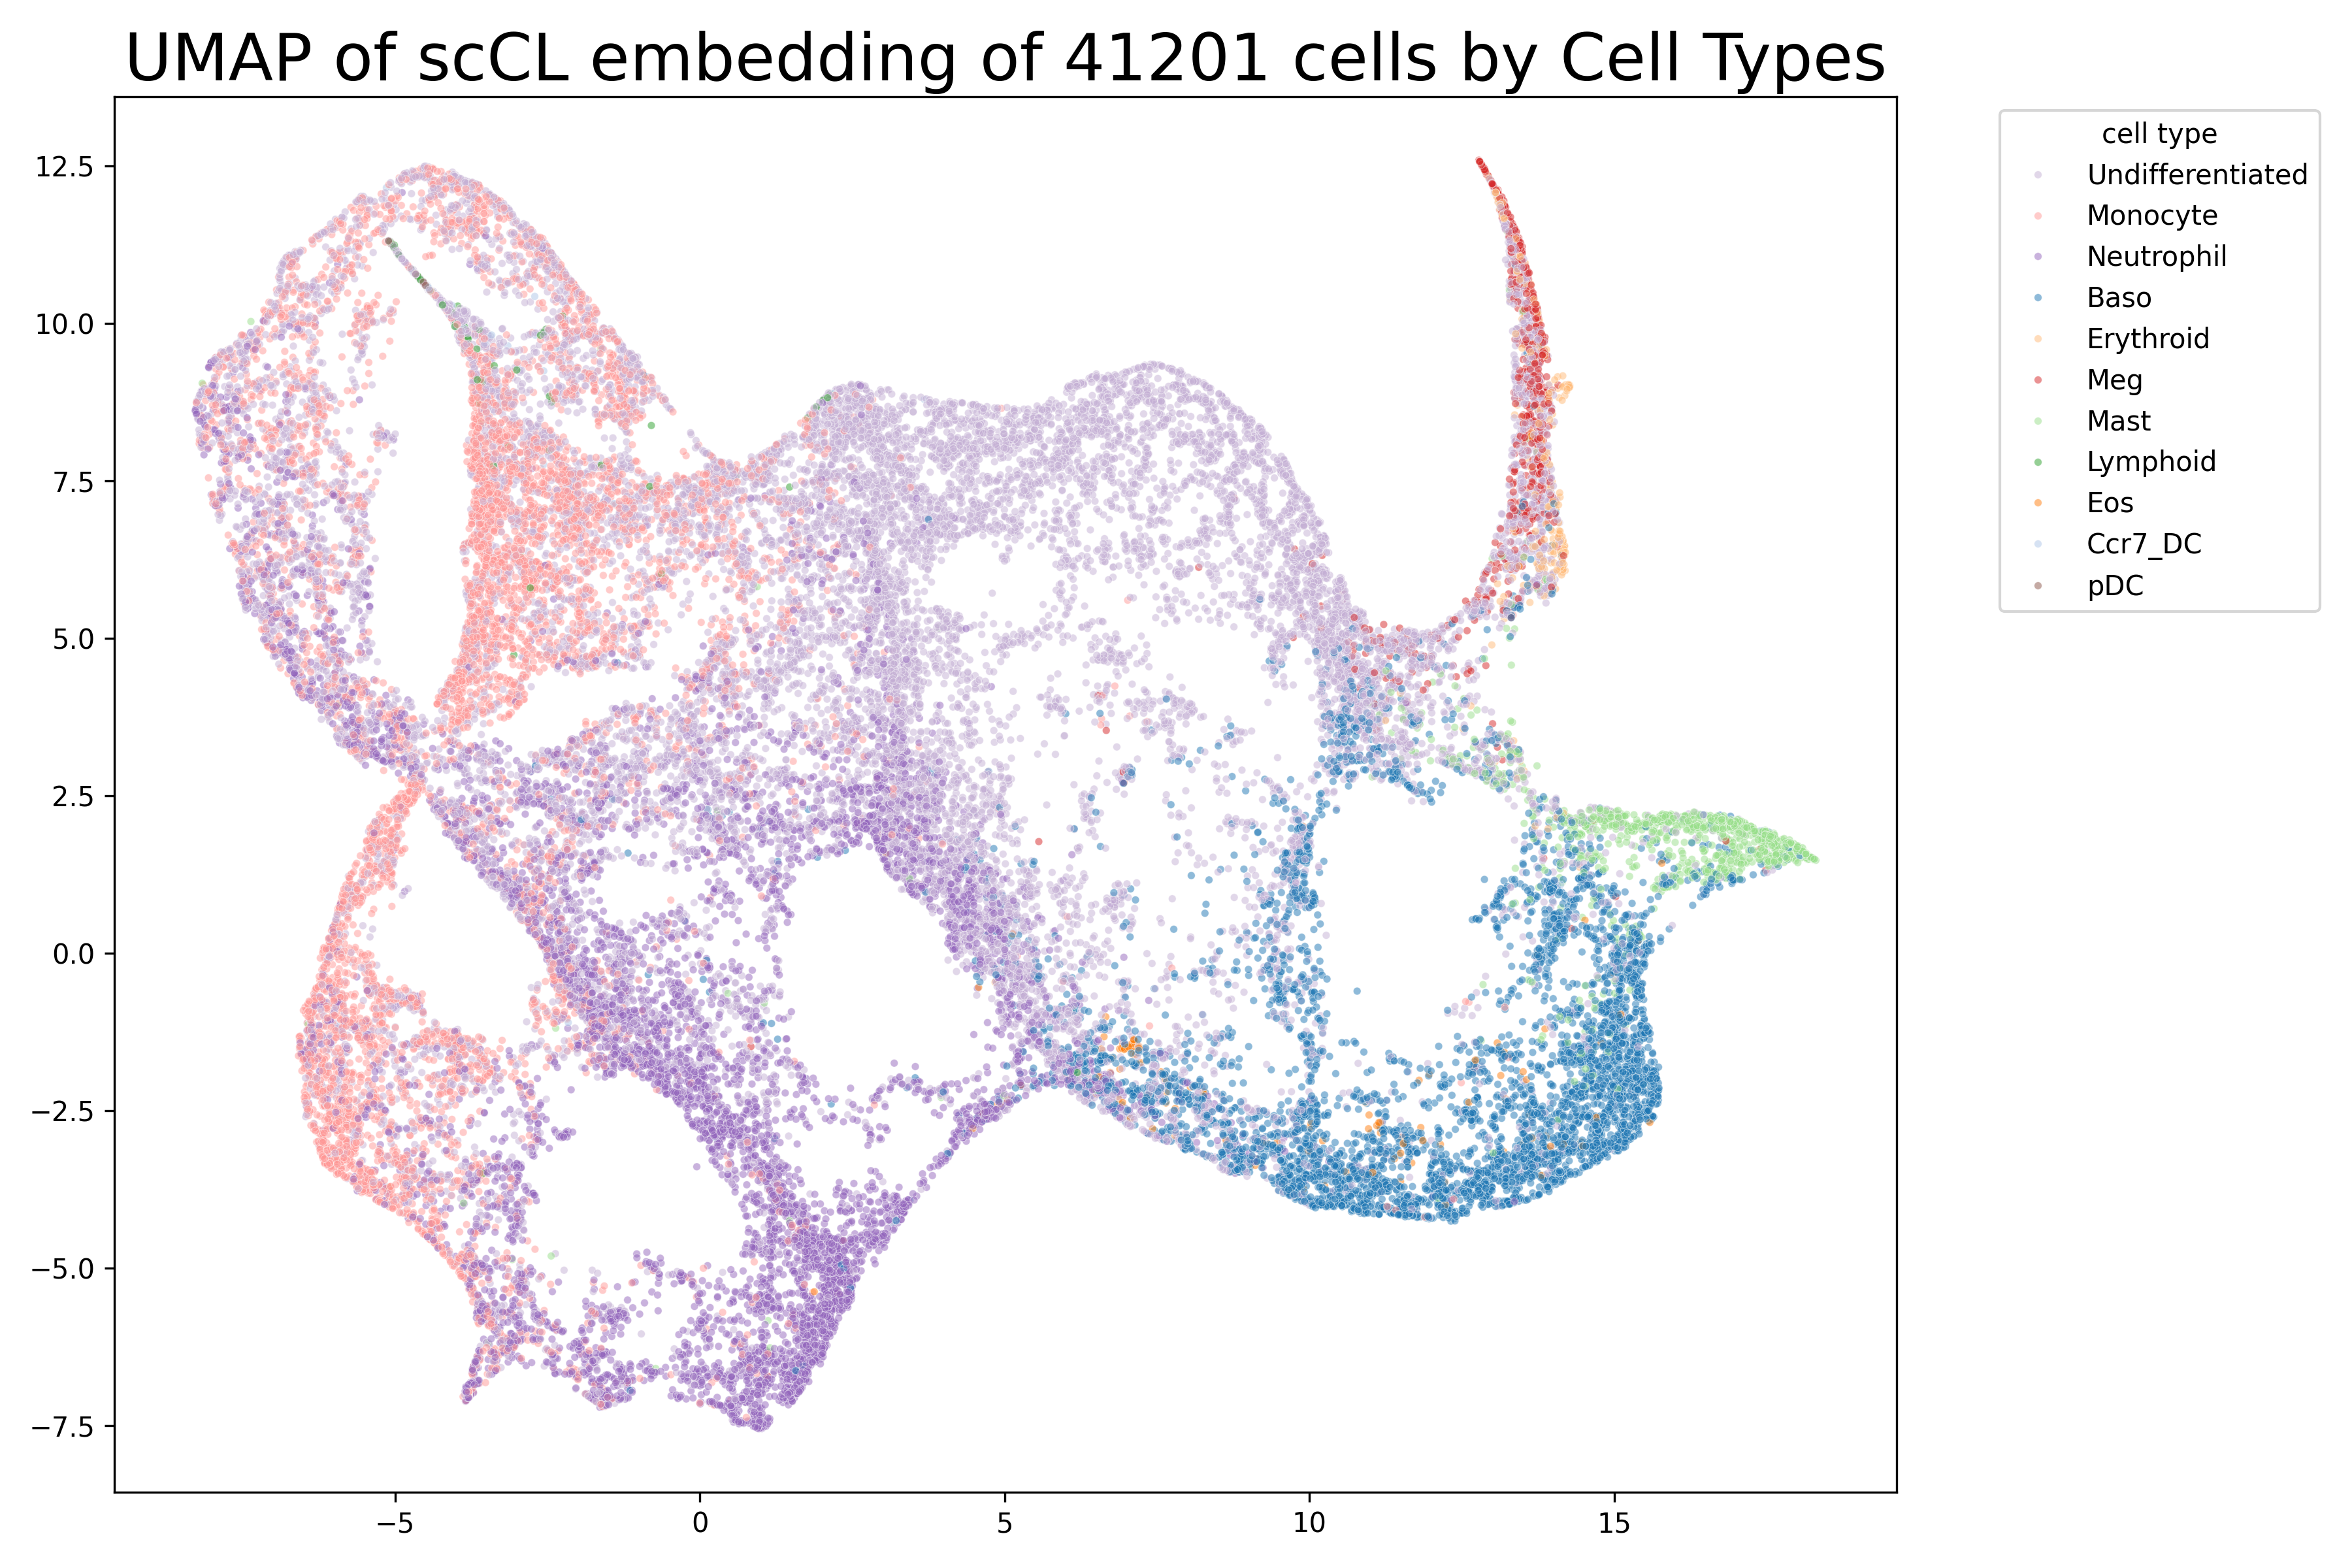 UMAP of scCL embedding of 41201 cells by Cell Types
cell type
Undifferentiated
Monocyte
Neutrophil
Baso
Erythroid
Meg
Mast
Lymphoid
Eos
Ccr7_DC
pDC
12.5
10.0
7.5
5.0
2.5
0.0
−2.5
−5.0
−7.5
−5 0 5 10 15